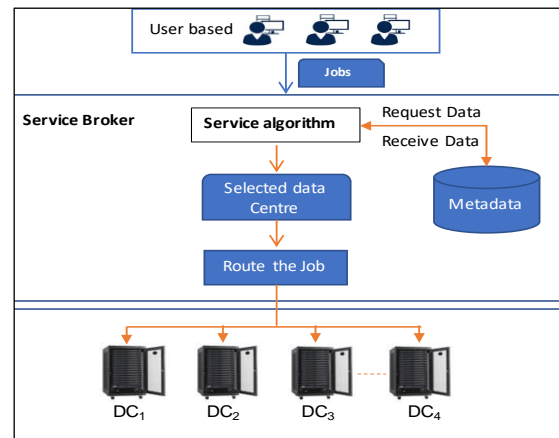 User based
Jobs
Service Broker
Service algorithm
Request Data
Receive Data
Selected data
Centre
Metadata
Route the Job
DC₁
DC₂
DC₃
DC₄